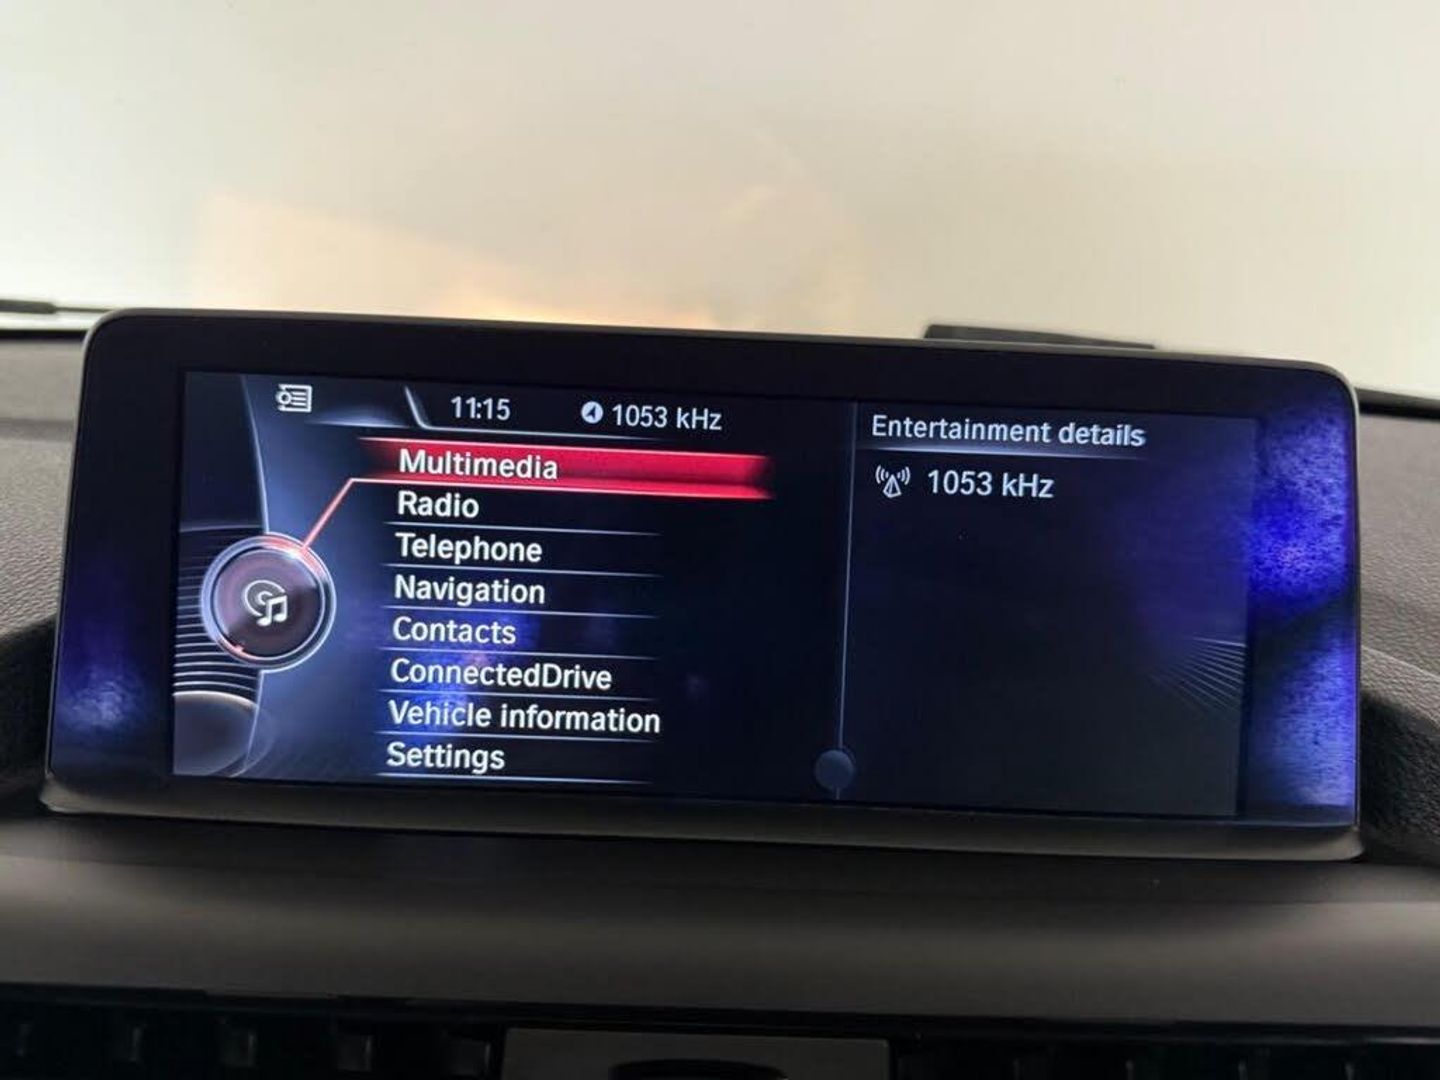 11:15 1053 kHz
Multimedia
Radio
Telephone
Navigation
Contacts
ConnectedDrive
Vehicle information
Settings
Entertainment details
1053 kHz